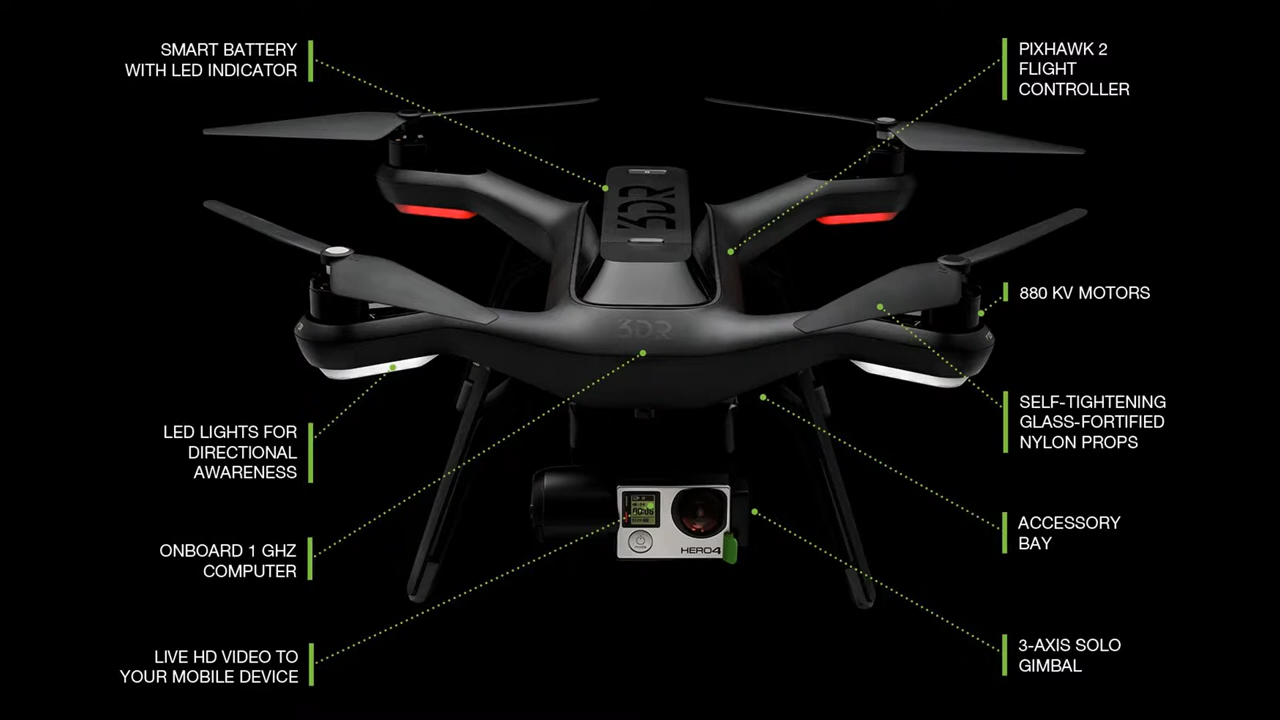 SMART BATTERY
WITH LED INDICATOR
PIXHAWK 2
FLIGHT
CONTROLLER
3DR
3DR
880 KV MOTORS
LED LIGHTS FOR
DIRECTIONAL
AWARENESS
SELF-TIGHTENING
GLASS-FORTIFIED
NYLON PROPS
HERO4
ONBOARD 1 GHZ
COMPUTER
ACCESSORY
BAY
LIVE HD VIDEO TO
YOUR MOBILE DEVICE
3-AXIS SOLO
GIMBAL